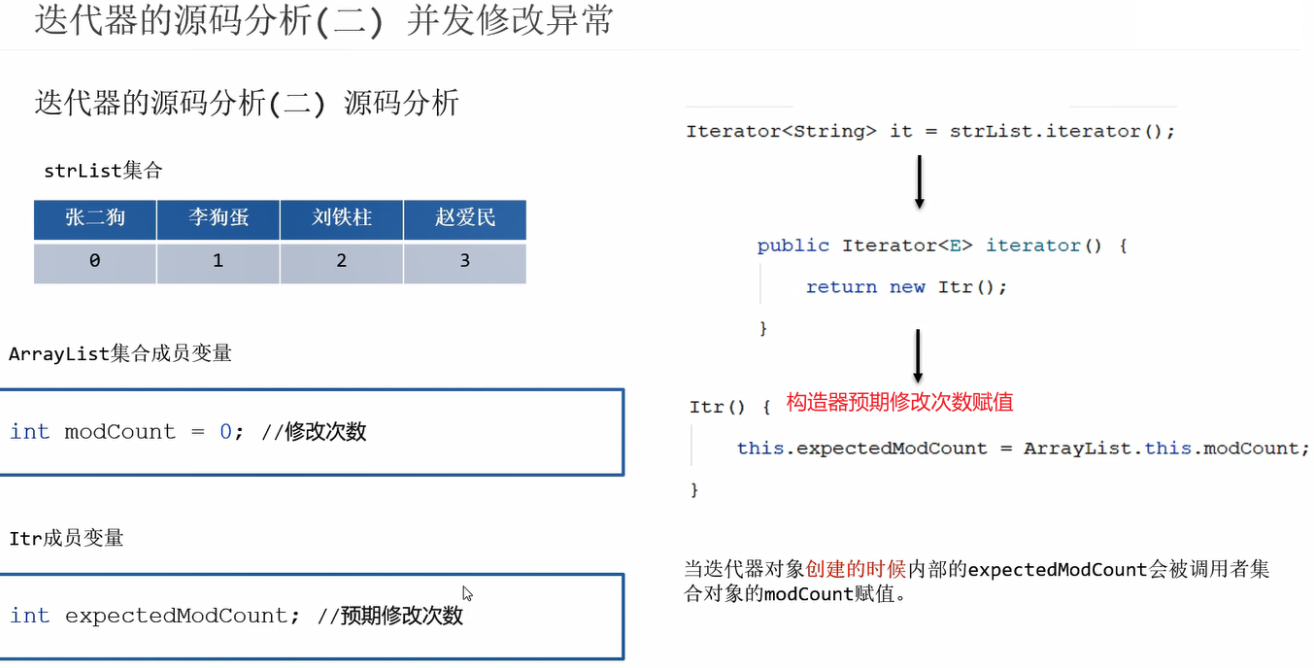 迭代器的源码分析(二) 并发修改异常
迭代器的源码分析(二) 源码分析
strList集合
张二狗 李狗蛋 刘铁柱 赵爱民
0 1 2 3
ArrayList集合成员变量
int modCount = 0; //修改次数
Itr成员变量
int expectedModCount; //预期修改次数
Iterator<String> it = strList.iterator();
public Iterator<E> iterator() {
return new Itr();
}
Itr() { 构造器预期修改次数赋值
this.expectedModCount = ArrayList.this.modCount;
}
当迭代器对象创建的时候内部的expectedModCount会被调用者集
合对象的modCount赋值。